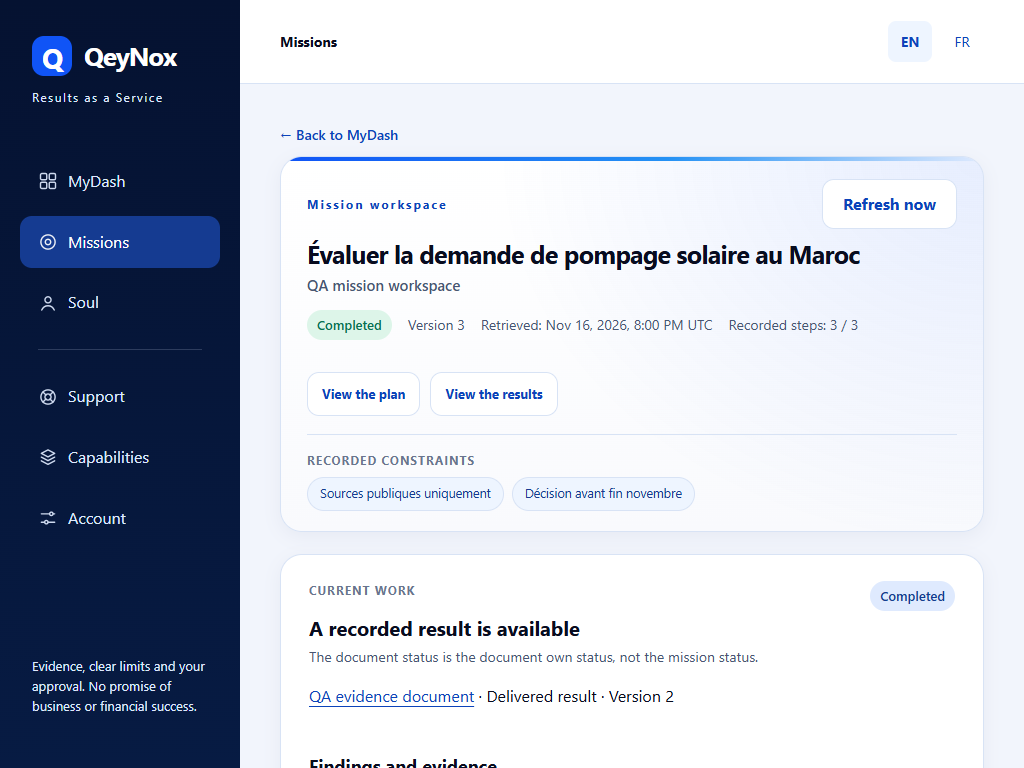 Q QeyNox
Results as a Service
MyDash
Missions
Soul
Support
Capabilities
Account
Evidence, clear limits and your
approval. No promise of
business or financial success.
Missions
EN
FR
← Back to MyDash
Mission workspace
Refresh now
Évaluer la demande de pompage solaire au Maroc
QA mission workspace
Completed
Version 3
Retrieved: Nov 16, 2026, 8:00 PM UTC
Recorded steps: 3 / 3
View the plan
View the results
RECORDED CONSTRAINTS
Sources publiques uniquement
Décision avant fin novembre
CURRENT WORK
Completed
A recorded result is available
The document status is the document own status, not the mission status.
QA evidence document · Delivered result · Version 2
Findings and evidence